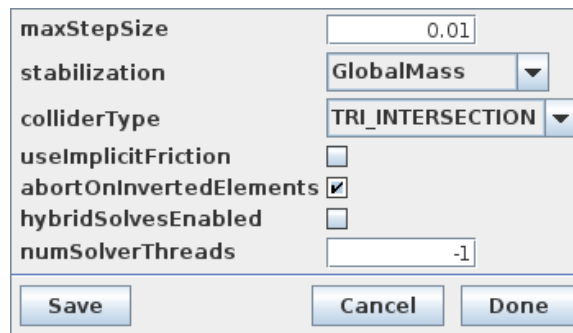 maxStepSize 0.01
stabilization GlobalMass
colliderType TRI_INTERSECTION
useImplicitFriction
abortOnInvertedElements
hybridSolvesEnabled
numSolverThreads -1
Save Cancel Done